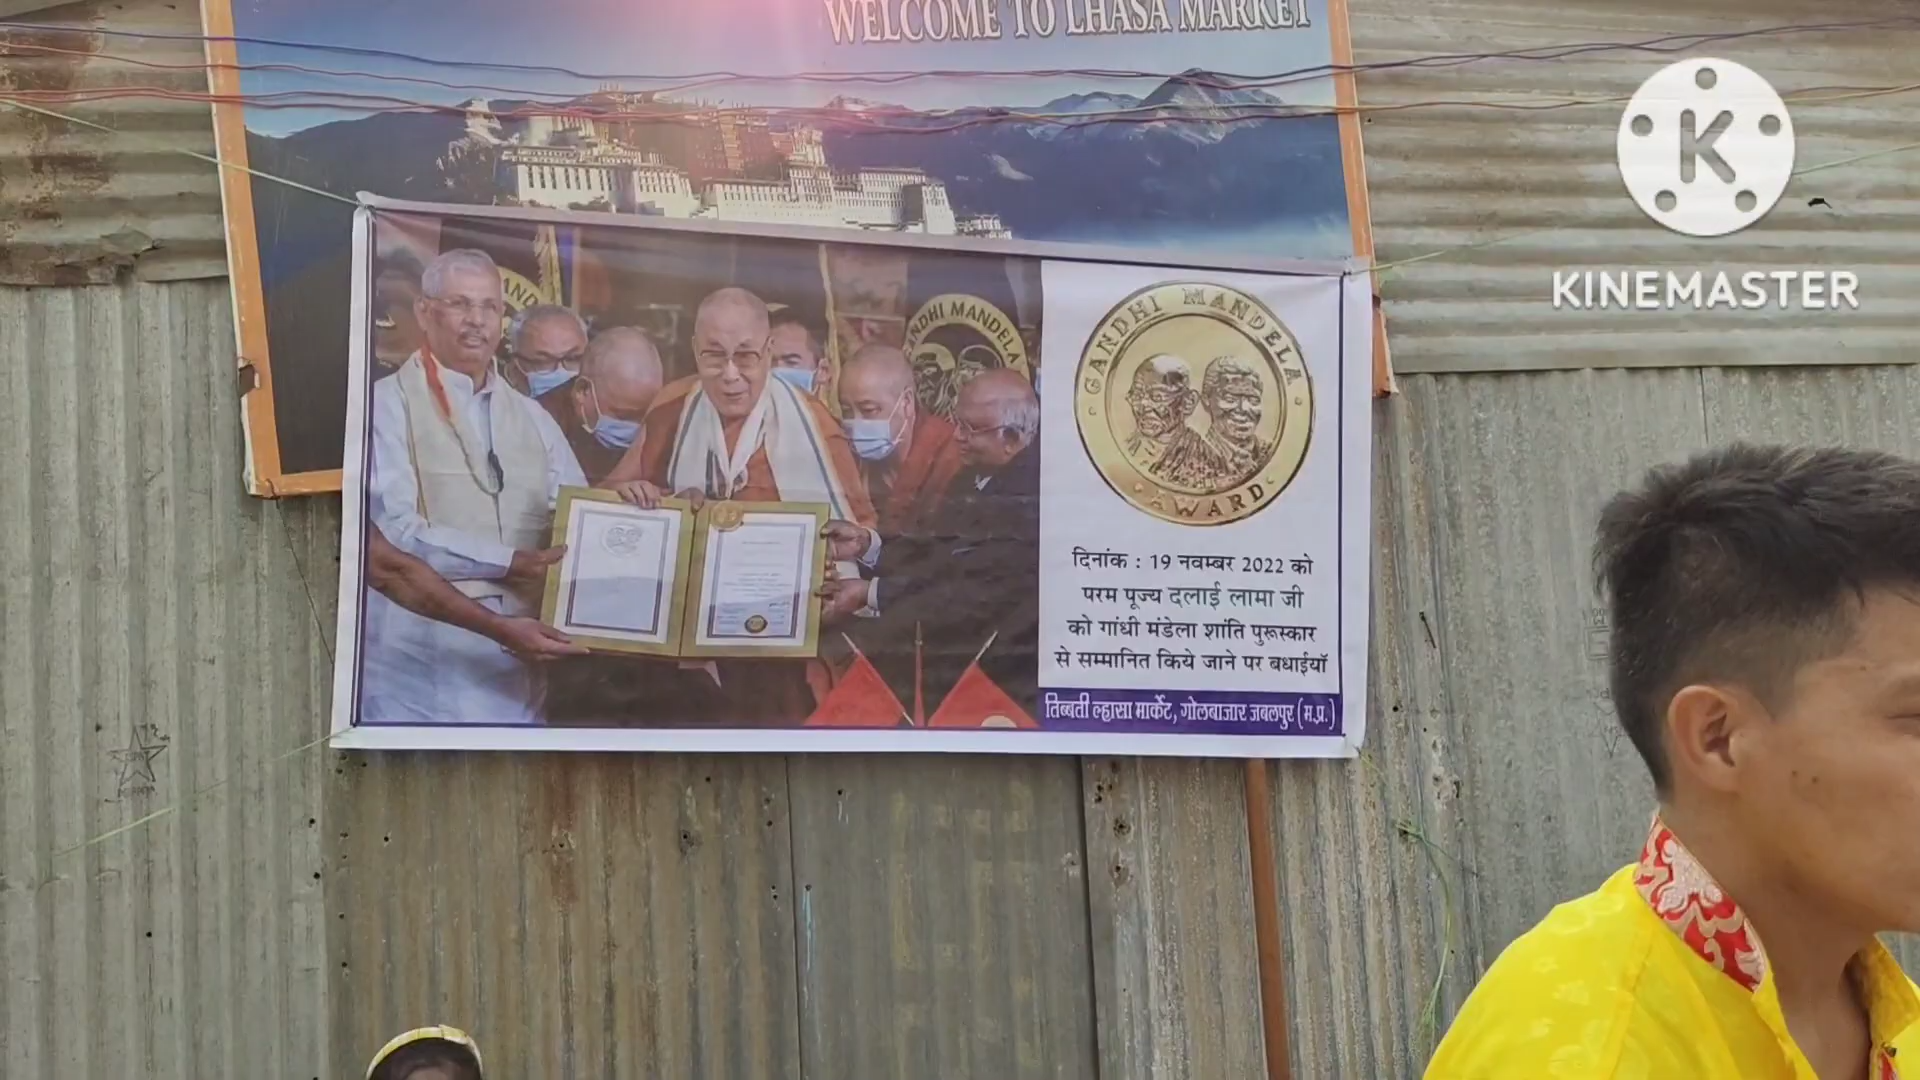 WELCOME TO LHASA MARKET
K
KINEMASTER
GANDHI MANDELA
GANDHI MANDELA
AWARD
दिनांक : 19 नवम्बर 2022 को
परम पूज्य दलाई लामा जी
को गांधी मंडेला शांति पुरूस्कार
से सम्मानित किये जाने पर बधाईयाँ
तिब्बती ल्हासा मार्केट, गोलबाजार जबलपुर (म.प्र.)